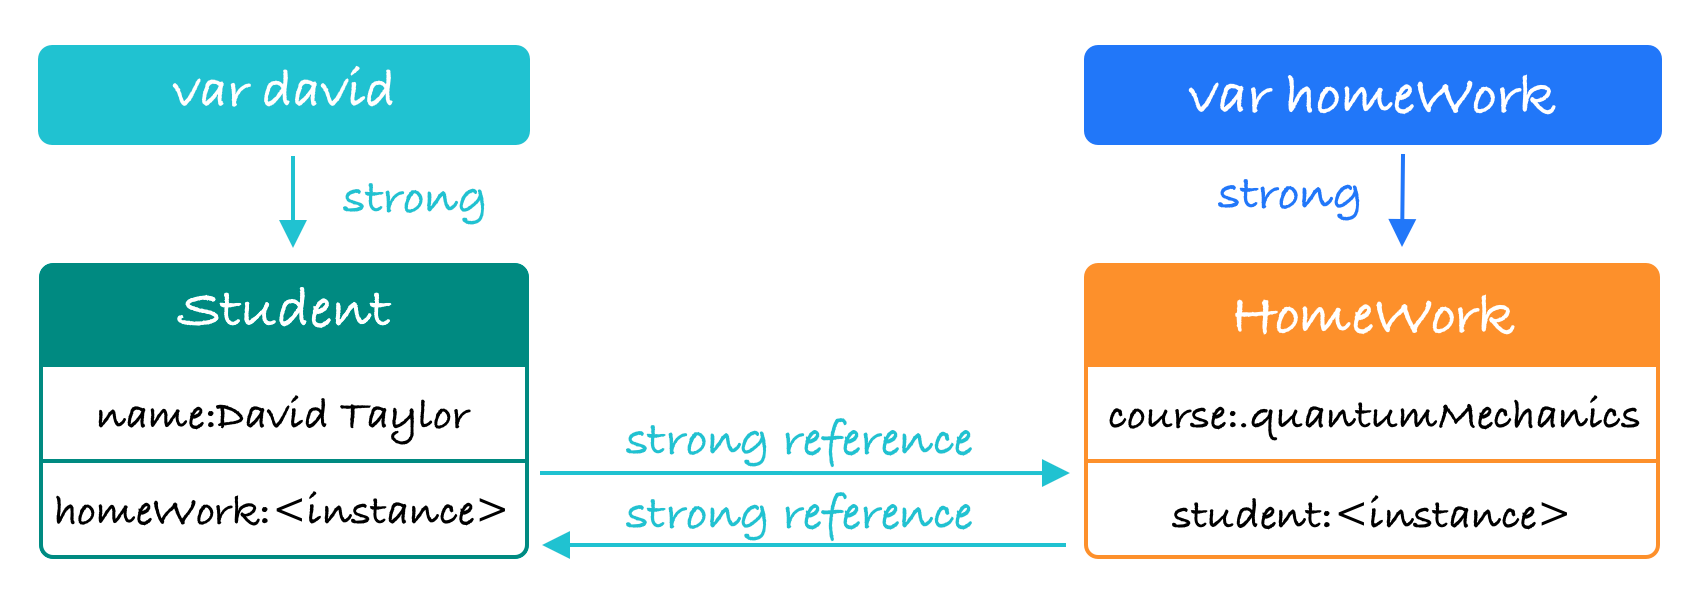 var david
var homeWork
strong
strong
Student
HomeWork
name:David Taylor
course:.quantumMechanics
strong reference
homeWork:<instance>
strong reference
student:<instance>